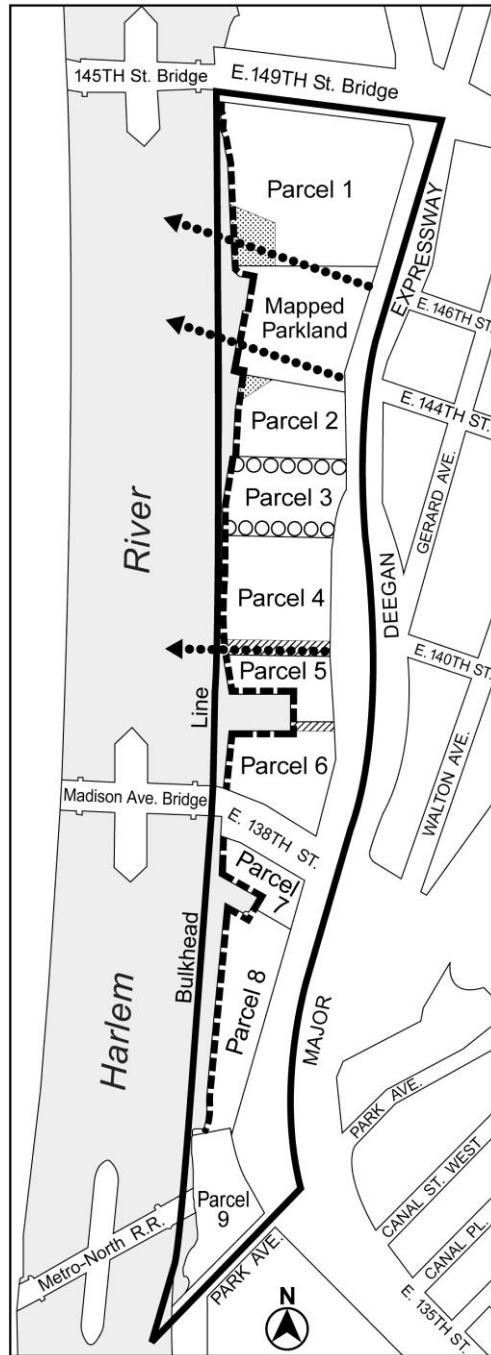 145TH St. Bridge
E. 149TH St. Bridge
Parcel 1
EXPRESSWAY
E. 146TH ST.
Mapped
Parkland
E. 144TH ST.
Parcel 2
GERARD AVE.
Parcel 3
River
Parcel 4
DEEGAN
E. 140TH ST.
Parcel 5
Line
WALTON AVE.
Parcel 6
Madison Ave. Bridge
E. 138TH ST.
Parcel
7
Bulkhead
Parcel 8
Harlem
MAJOR
PARK AVE.
CANAL ST. WEST
Parcel
9
CANAL PL.
Metro-North R.R.
PARK AVE.
E. 135TH ST.
N